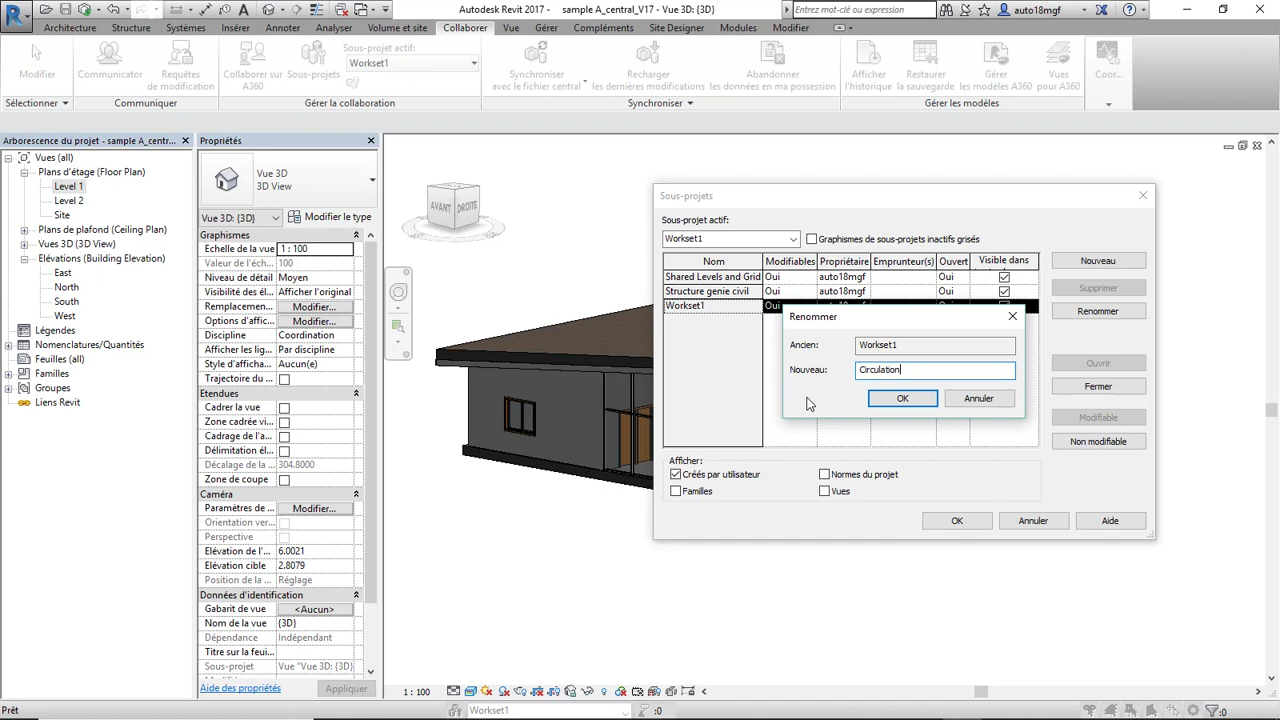 Autodesk Revit 2017 - sample A_central_V17 - Vue 3D: {3D}
Entrez mot-clé ou expression
auto18mgf
Architecture Structure Systèmes Insérer Annoter Analyser Volume et site Collaborer Vue Gérer Compléments Site Designer Modules Modifier
Modifier
Communicator
Requêtes
de modification
Collaborer sur
A360
Sous-projets
Sous-projet actif:
Workset1
Synchroniser
avec le fichier central
Recharger
les dernières modifications
Abandonner
les données en ma possession
Afficher
l'historique
Restaurer
la sauvegarde
Gérer
les modèles A360
Vues
pour A360
Coor...
Sélectionner
Communiquer
Gérer la collaboration
Synchroniser
Gérer les modèles
Arborescence du projet - sample A_centr...
Vues (all)
Plans d'étage (Floor Plan)
Level 1
Level 2
Site
Plans de plafond (Ceiling Plan)
Vues 3D (3D View)
Elévations (Building Elevation)
East
North
South
West
Légendes
Nomenclatures/Quantités
Feuilles (all)
Familles
Groupes
Liens Revit
Propriétés
Vue 3D
3D View
Vue 3D: {3D}
Modifier le type
Graphismes
Echelle de la vue 1 : 100
Valeur de l'éch... 100
Niveau de détail Moyen
Visibilité des él... Afficher l'original
Remplacemen... Modifier...
Options d'affic... Modifier...
Discipline Coordination
Afficher les lig... Par discipline
Style d'afficha... Aucun(e)
Trajectoire du s...
Etendues
Cadrer la vue
Zone cadrée vi...
Cadrage de l'a...
Délimitation él...
Décalage de la ... 304.8000
Zone de coupe
Caméra
Paramètres de... Modifier...
Orientation ver...
Perspective
Elévation de l'... 6.0021
Elévation cible 2.8079
Position de la ... Réglage
Données d'identification
Gabarit de vue <Aucun>
Nom de la vue {3D}
Dépendance Indépendant
Titre sur la feui...
Sous-projet Vue "Vue 3D: {3D}
Aide des propriétés
Appliquer
AVANT DROITE
Sous-projets
Sous-projet actif:
Workset1
Graphismes de sous-projets inactifs grisés
Nom Modifiables Propriétaire Emprunteur(s) Ouvert Visible dans
Shared Levels and Grid Oui auto18mgf Oui
Structure genie civil Oui auto18mgf Oui
Workset1 Oui
Nouveau
Supprimer
Renommer
Ouvrir
Fermer
Modifiable
Non modifiable
Renommer
Ancien: Workset1
Nouveau: Circulation
OK Annuler
Afficher:
Créés par utilisateur
Normes du projet
Familles
Vues
OK Annuler Aide
1 : 100
Prêt
Workset1
:0
:0